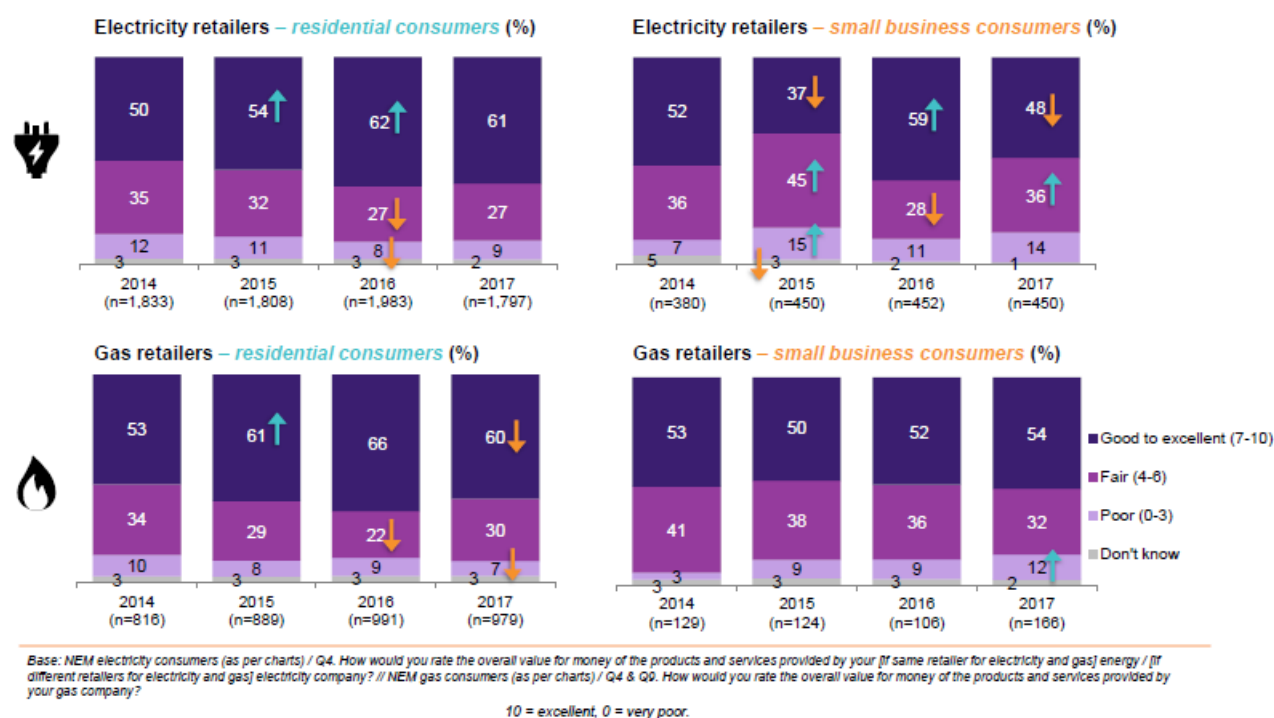 Electricity retailers – residential consumers (%)
50
54
62
61
35
32
27
27
12
11
8
9
3
3
3
2
2014
2015
2016
2017
(n=1,833)
(n=1,808)
(n=1,983)
(n=1,797)
Electricity retailers – small business consumers (%)
52
37
59
48
36
45
28
36
7
15
11
14
5
3
2
1
2014
2015
2016
2017
(n=380)
(n=450)
(n=452)
(n=450)
Gas retailers – residential consumers (%)
53
61
66
60
34
29
22
30
10
8
9
7
3
3
3
3
2014
2015
2016
2017
(n=816)
(n=889)
(n=991)
(n=979)
Gas retailers – small business consumers (%)
53
50
52
54
41
38
36
32
3
9
9
12
3
3
3
2
2014
2015
2016
2017
(n=129)
(n=124)
(n=106)
(n=166)
Good to excellent (7-10)
Fair (4-6)
Poor (0-3)
Don't know
Base: NEM electricity consumers (as per charts) / Q4. How would you rate the overall value for money of the products and services provided by your [if same retailer for electricity and gas] energy / [if
different retailers for electricity and gas] electricity company? // NEM gas consumers (as per charts) / Q4 & Q9. How would you rate the overall value for money of the products and services provided by
your gas company?
10 = excellent, 0 = very poor.